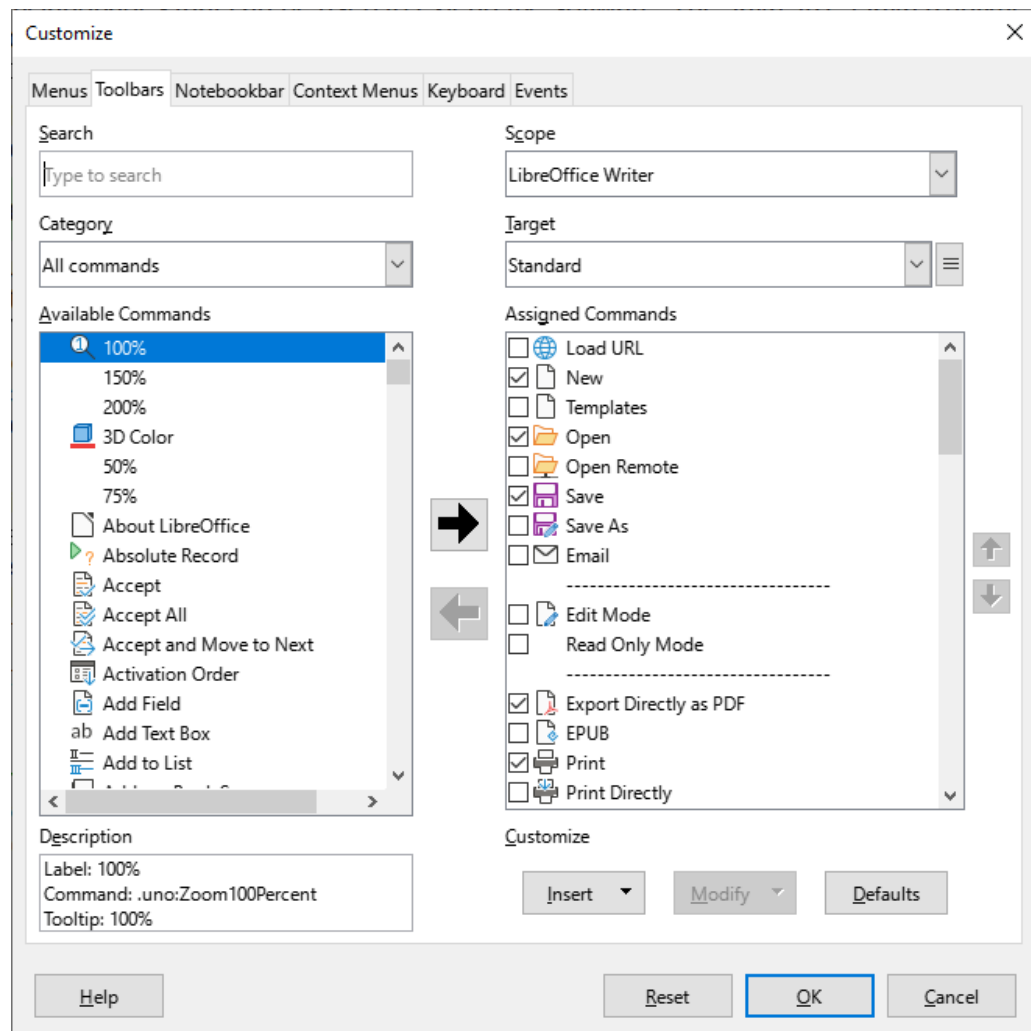 Customize
Menus Toolbars Notebookbar Context Menus Keyboard Events
Search
Type to search
Category
All commands
Available Commands
100%
150%
200%
3D Color
50%
75%
About LibreOffice
Absolute Record
Accept
Accept All
Accept and Move to Next
Activation Order
Add Field
ab Add Text Box
Add to List
Description
Label: 100%
Command: .uno:Zoom100Percent
Tooltip: 100%
Scope
LibreOffice Writer
Target
Standard
Assigned Commands
Load URL
New
Templates
Open
Open Remote
Save
Save As
Email
----------------------------------
Edit Mode
Read Only Mode
----------------------------------
Export Directly as PDF
EPUB
Print
Print Directly
Customize
Insert Modify Defaults
Help Reset OK Cancel